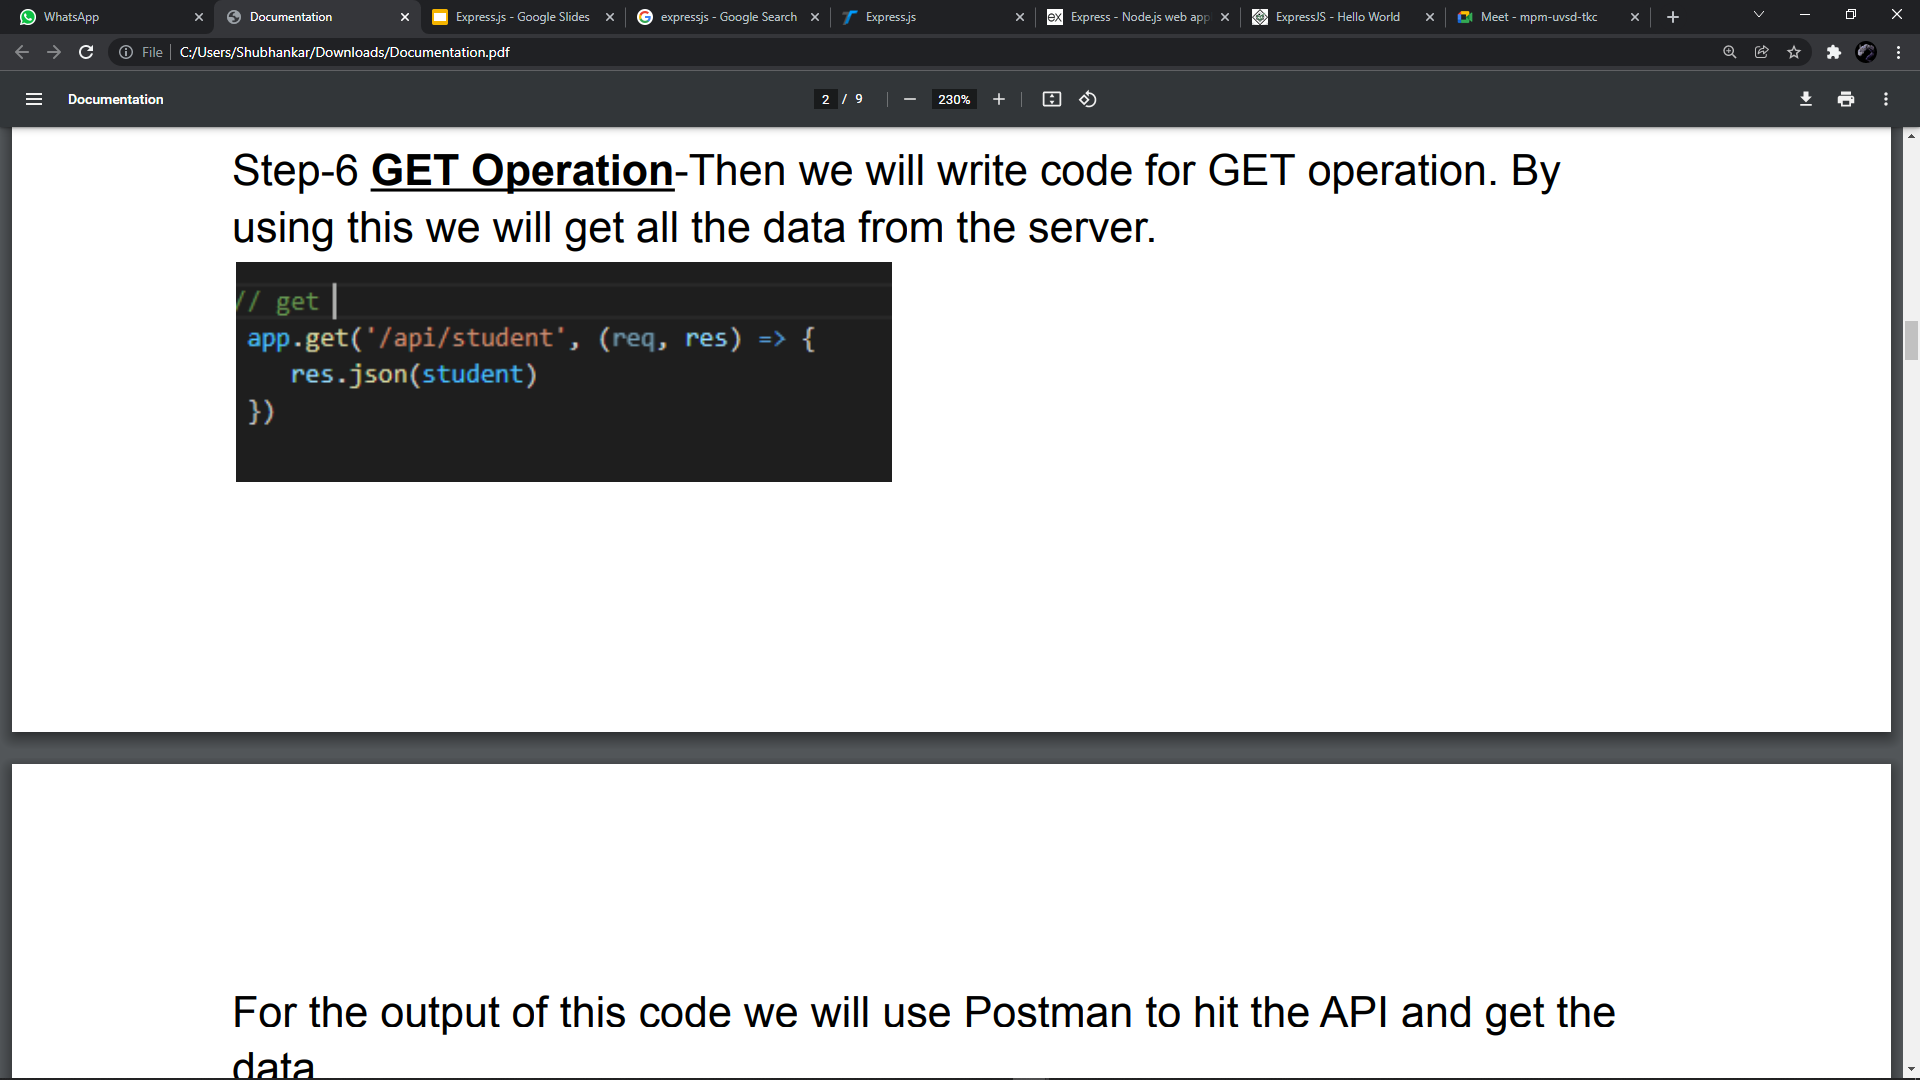 WhatsApp
Documentation
Express.js - Google Slides
expressjs - Google Search
Express.js
Express - Node.js web app
ExpressJS - Hello World
Meet - mpm-uvsd-tkc
File
C:/Users/Shubhankar/Downloads/Documentation.pdf
Documentation
2 / 9
230%
Step-6 GET Operation-Then we will write code for GET operation. By
using this we will get all the data from the server.
// get
app.get('/api/student', (req, res) => {
res.json(student)
})
For the output of this code we will use Postman to hit the API and get the
data